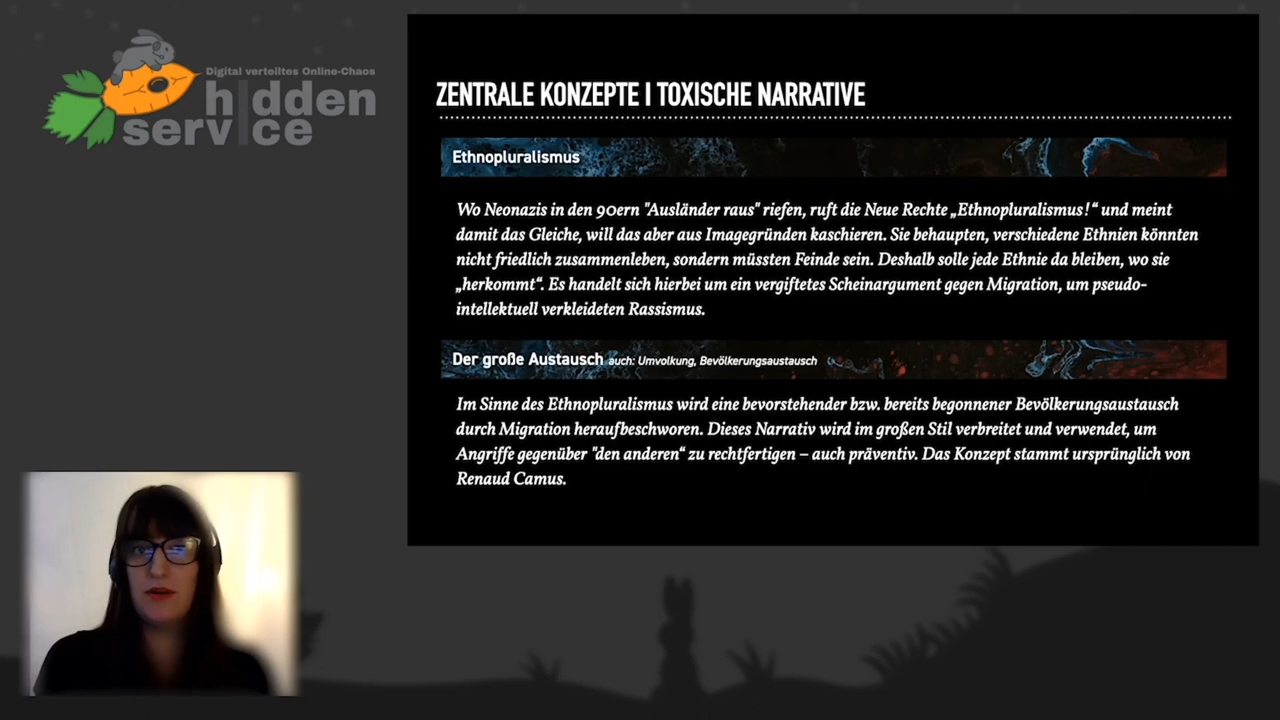 Digital verteiltes Online-Chaos
h|dden
serv|ce
ZENTRALE KONZEPTE I TOXISCHE NARRATIVE
Ethnopluralismus
Wo Neonazis in den 90ern "Ausländer raus" riefen, ruft die Neue Rechte „Ethnopluralismus!“ und meint
damit das Gleiche, will das aber aus Imagegründen kaschieren. Sie behaupten, verschiedene Ethnien könnten
nicht friedlich zusammenleben, sondern müssten Feinde sein. Deshalb solle jede Ethnie da bleiben, wo sie
„herkommt“. Es handelt sich hierbei um ein vergiftetes Scheinargument gegen Migration, um pseudo-
intellektuell verkleideten Rassismus.
Der große Austausch auch: Umvolkung, Bevölkerungsaustausch
Im Sinne des Ethnopluralismus wird eine bevorstehender bzw. bereits begonnener Bevölkerungsaustausch
durch Migration heraufbeschworen. Dieses Narrativ wird im großen Stil verbreitet und verwendet, um
Angriffe gegenüber "den anderen“ zu rechtfertigen – auch präventiv. Das Konzept stammt ursprünglich von
Renaud Camus.